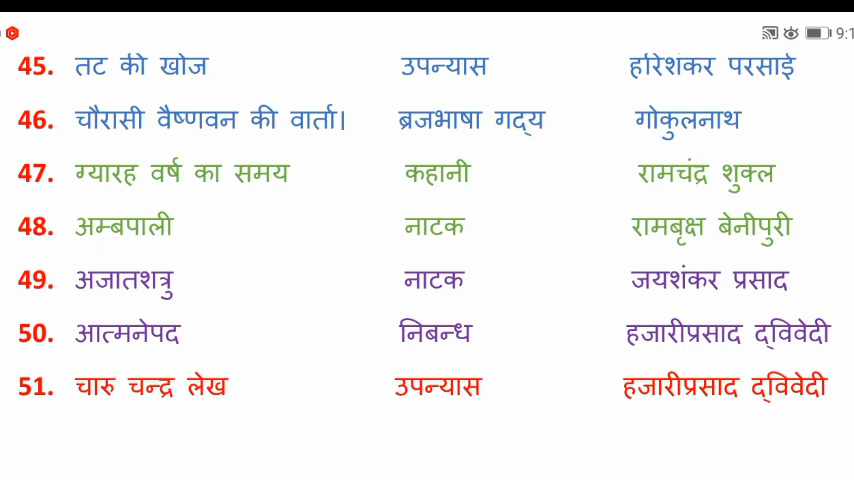 9:1
45. तट की खोज उपन्यास हरिशंकर परसाई
46. चौरासी वैष्णवन की वार्ता। ब्रजभाषा गद्य गोकुलनाथ
47. ग्यारह वर्ष का समय कहानी रामचंद्र शुक्ल
48. अम्बपाली नाटक रामबृक्ष बेनीपुरी
49. अजातशत्रु नाटक जयशंकर प्रसाद
50. आत्मनेपद निबन्ध हजारीप्रसाद द्विवेदी
51. चारु चन्द्र लेख उपन्यास हजारीप्रसाद द्विवेदी